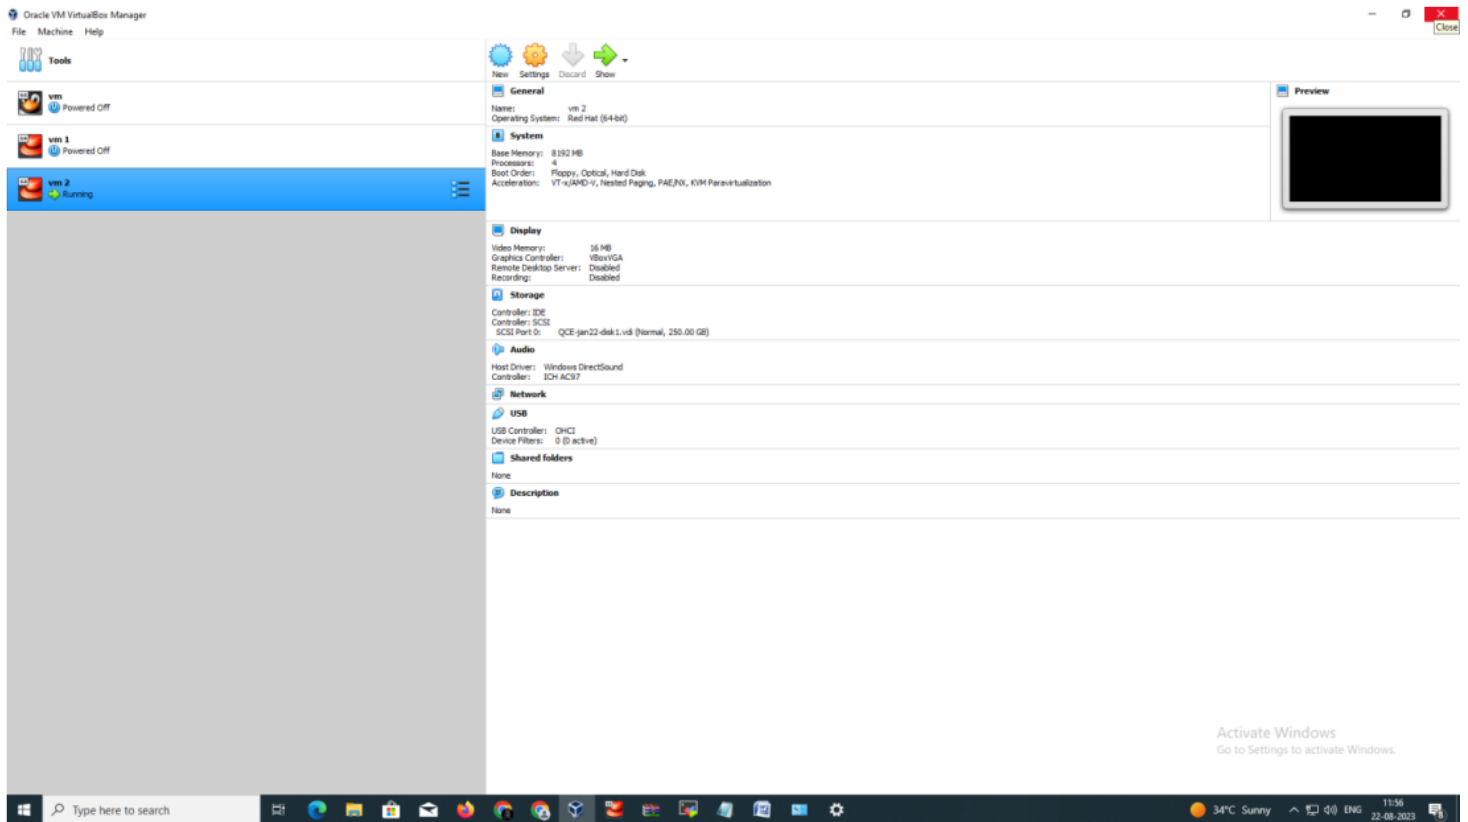 Oracle VM VirtualBox Manager
Close
File Machine Help
Tools
New Settings Discard Show
vm
Powered Off
vm 1
Powered Off
vm 2
Running
General
Name: vm 2
Operating System: Red Hat (64-bit)
Preview
System
Base Memory: 8192 MB
Processors: 4
Boot Order: Floppy, Optical, Hard Disk
Acceleration: VT-x/AMD-V, Nested Paging, PAE/NX, KVM Paravirtualization
Display
Video Memory: 16 MB
Graphics Controller: VBoxVGA
Remote Desktop Server: Disabled
Recording: Disabled
Storage
Controller: IDE
Controller: SCSI
SCSI Port 0: QCE-jan22-disk1.vdi (Normal, 250.00 GB)
Audio
Host Driver: Windows DirectSound
Controller: ICH AC97
Network
USB
USB Controller: OHCI
Device Filters: 0 (0 active)
Shared folders
None
Description
None
Activate Windows
Go to Settings to activate Windows.
Type here to search
34°C Sunny
ENG
11:56
22-08-2023